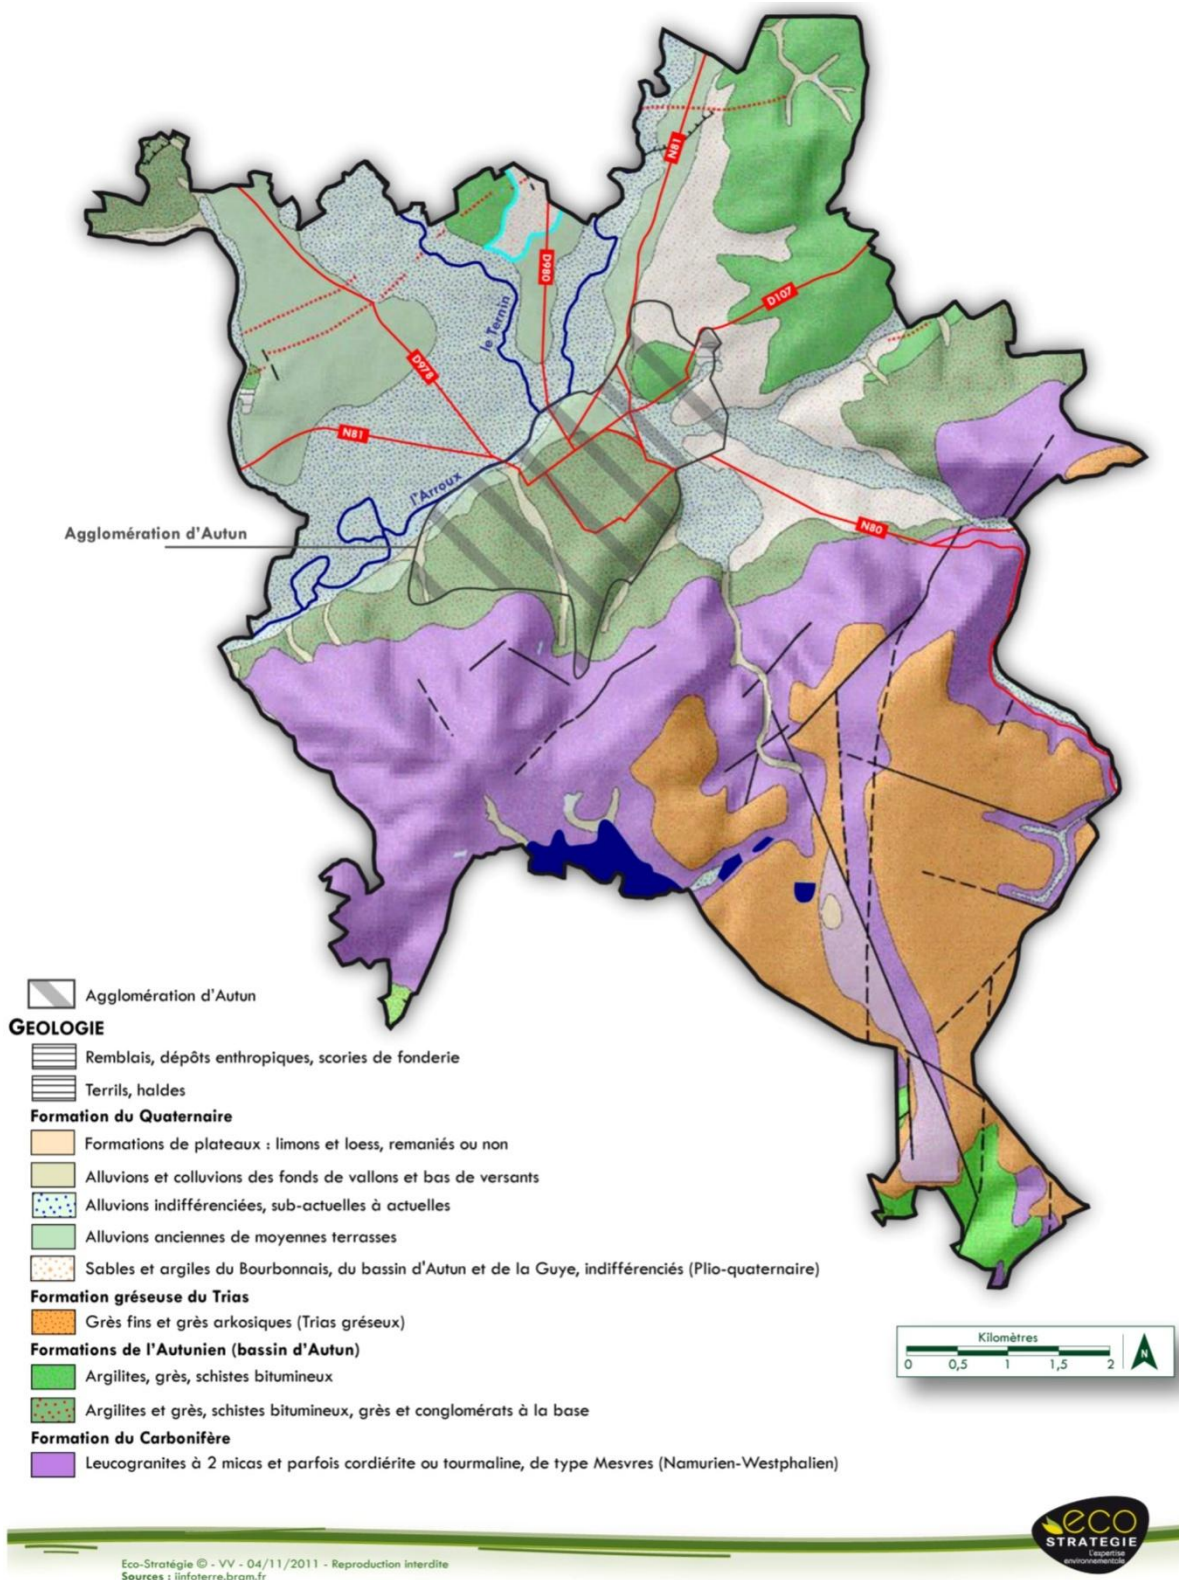 N81
D980
D107
le Ternin
D978
N81
l'Arroux
N80
Agglomération d'Autun
Agglomération d'Autun
GEOLOGIE
Remblais, dépôts enthropiques, scories de fonderie
Terrils, haldes
Formation du Quaternaire
Formations de plateaux : limons et loess, remaniés ou non
Alluvions et colluvions des fonds de vallons et bas de versants
Alluvions indifférenciées, sub-actuelles à actuelles
Alluvions anciennes de moyennes terrasses
Sables et argiles du Bourbonnais, du bassin d'Autun et de la Guye, indifférenciés (Plio-quaternaire)
Formation gréseuse du Trias
Grès fins et grès arkosiques (Trias gréseux)
Formations de l'Autunien (bassin d'Autun)
Argilites, grès, schistes bitumineux
Argilites et grès, schistes bitumineux, grès et conglomérats à la base
Formation du Carbonifère
Leucogranites à 2 micas et parfois cordiérite ou tourmaline, de type Mesvres (Namurien-Westphalien)
Kilomètres
0 0,5 1 1,5 2
N
eco
STRATEGIE
L'expertise
environnementale
Eco-Stratégie © - VV - 04/11/2011 - Reproduction interdite
Sources : iinfoterre.brgm.fr